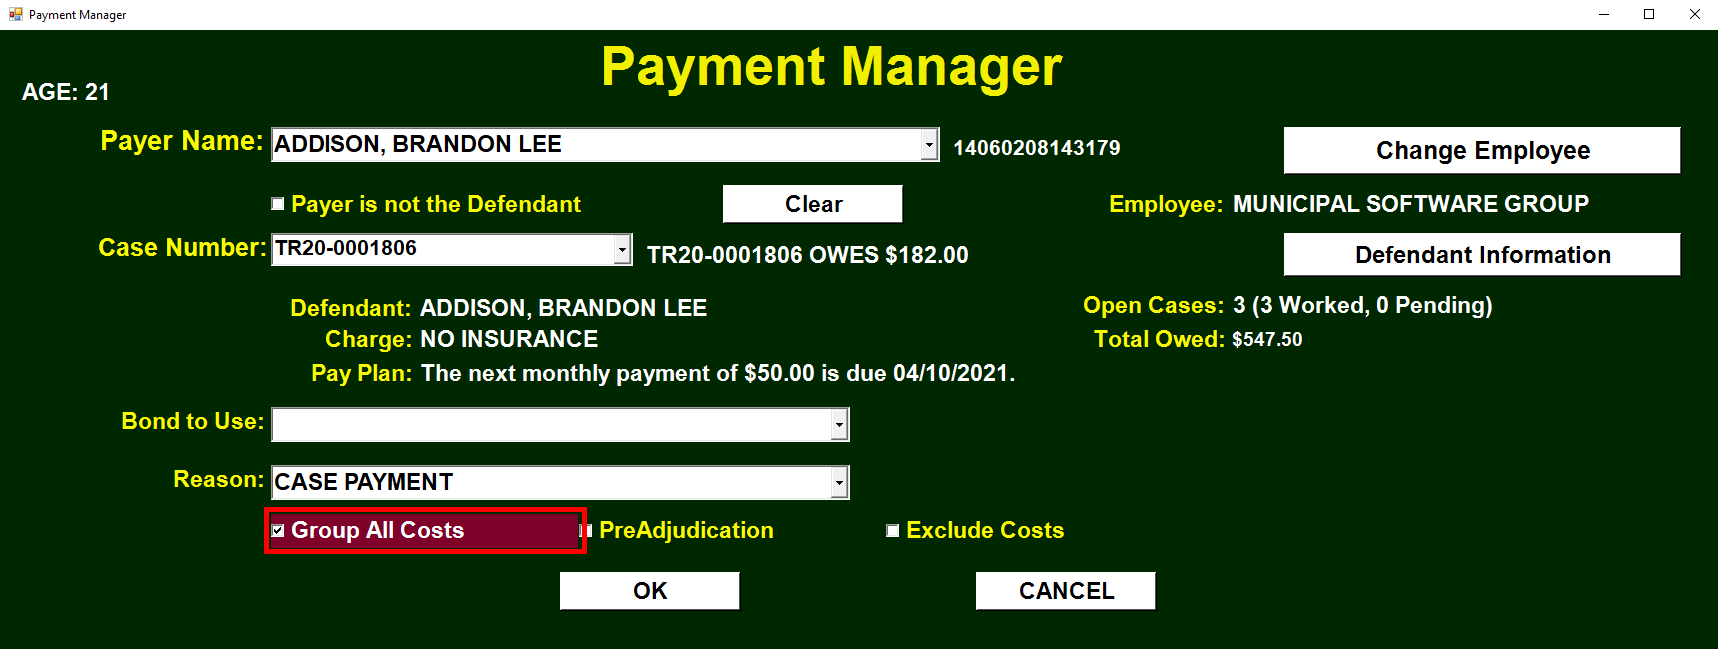 Payment Manager
Payment Manager
AGE: 21
Payer Name: ADDISON, BRANDON LEE 14060208143179 Change Employee
Payer is not the Defendant Clear Employee: MUNICIPAL SOFTWARE GROUP
Case Number: TR20-0001806 TR20-0001806 OWES $182.00 Defendant Information
Defendant: ADDISON, BRANDON LEE Open Cases: 3 (3 Worked, 0 Pending)
Charge: NO INSURANCE Total Owed: $547.50
Pay Plan: The next monthly payment of $50.00 is due 04/10/2021.
Bond to Use:
Reason: CASE PAYMENT
Group All Costs PreAdjudication Exclude Costs
OK CANCEL